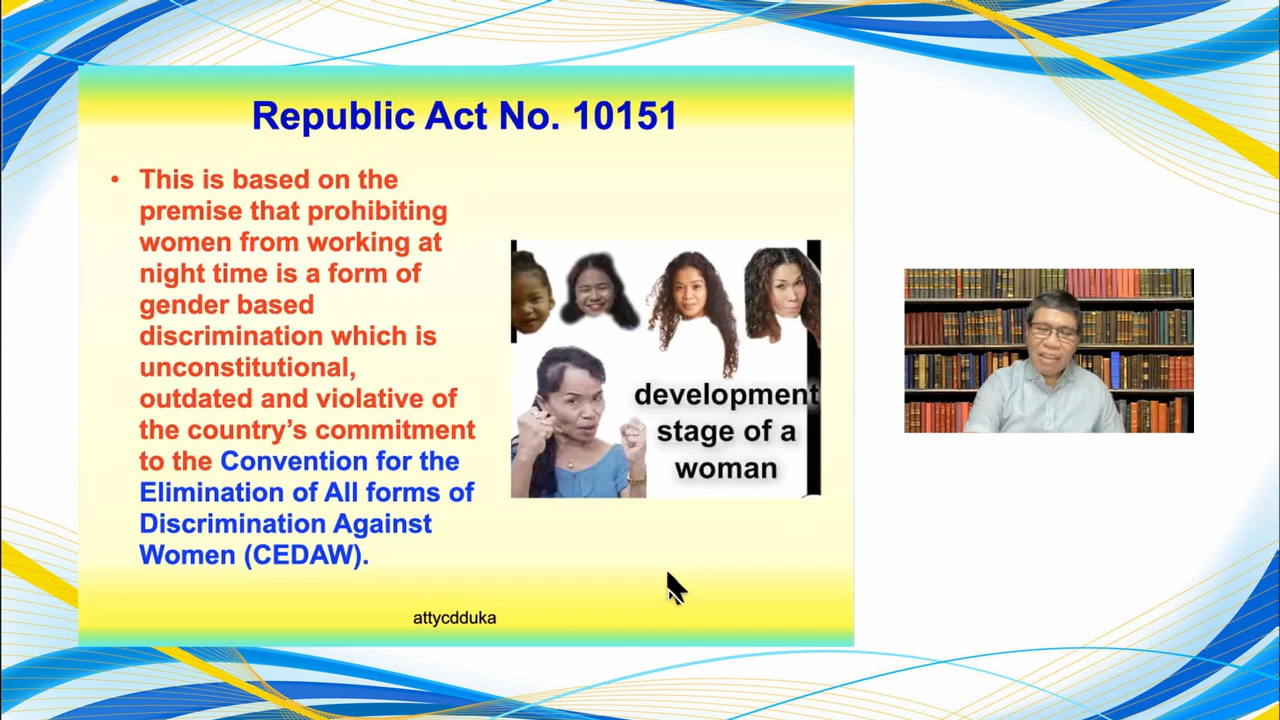 Republic Act No. 10151
• This is based on the
premise that prohibiting
women from working at
night time is a form of
gender based
discrimination which is
unconstitutional,
outdated and violative of
the country's commitment
to the Convention for the
Elimination of All forms of
Discrimination Against
Women (CEDAW).
development
stage of a
woman
attycdduka